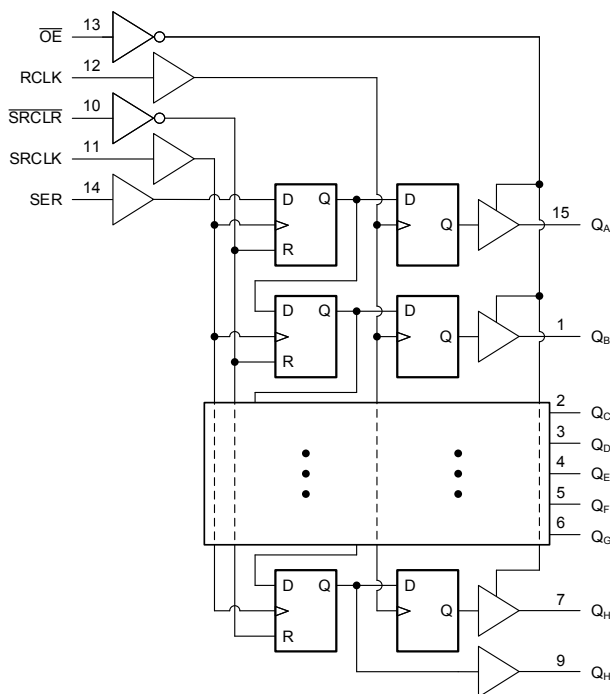 OE 13
RCLK 12
SRCLR 10
SRCLK 11
SER 14
D Q D Q 15 QA
R
D Q D Q 1 QB
R
2 QC
3 QD
4 QE
5 QF
6 QG
D Q D Q 7 QH
R
9 QH